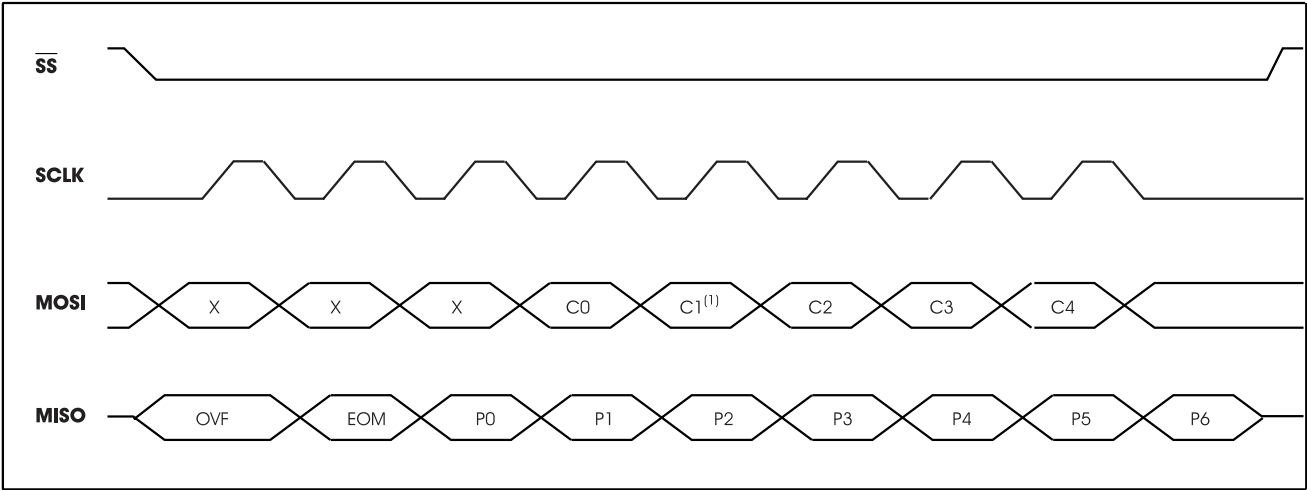 SS
SCLK
MOSI X X X C0 C1(1) C2 C3 C4
MISO OVF EOM P0 P1 P2 P3 P4 P5 P6